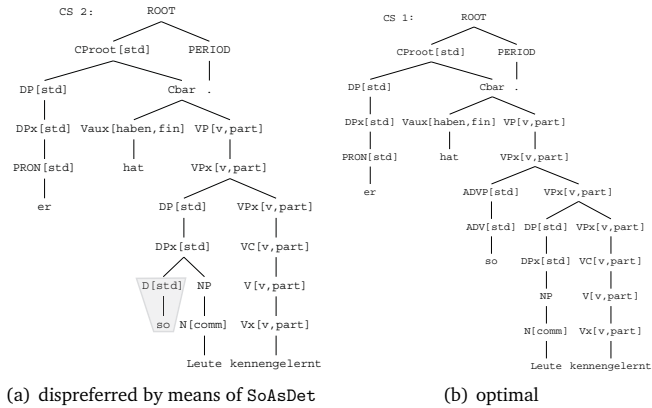 CS 2: ROOT
CProot[std] PERIOD
DP[std] Cbar .
DPx[std] Vaux[haben,fin] VP[v,part]
PRON[std] hat VPx[v,part]
er DP[std] VPx[v,part]
DPx[std] VC[v,part]
D[std] NP V[v,part]
so N[comm] Vx[v,part]
Leute kennengelernt
(a) dispreferred by means of SoAsDet
CS 1: ROOT
CProot[std] PERIOD
DP[std] Cbar .
DPx[std] Vaux[haben,fin] VP[v,part]
PRON[std] hat VPx[v,part]
er ADVP[std] VPx[v,part]
ADV[std] DP[std] VPx[v,part]
so DPx[std] VC[v,part]
NP V[v,part]
N[comm] Vx[v,part]
Leute kennengelernt
(b) optimal